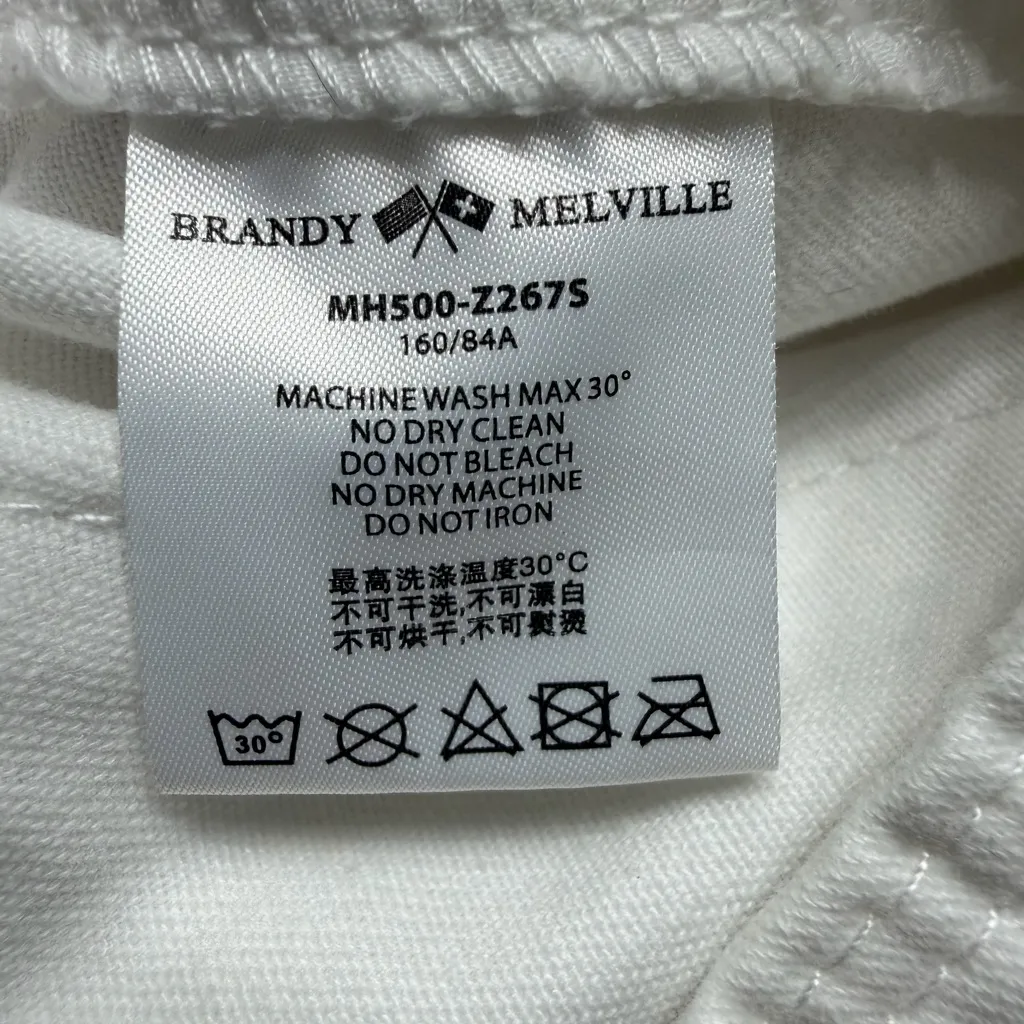 BRANDY MELVILLE
MH500-Z267S
160/84A
MACHINE WASH MAX 30°
NO DRY CLEAN
DO NOT BLEACH
NO DRY MACHINE
DO NOT IRON
最高洗涤温度30°C
不可干洗,不可漂白
不可烘干,不可熨烫
30°